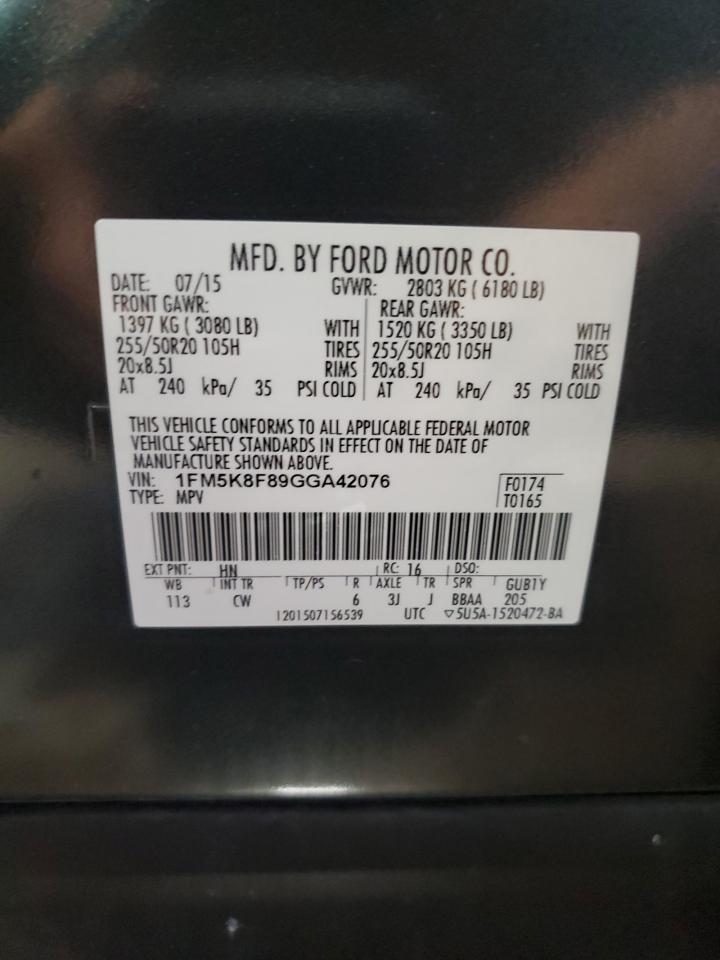 MFD. BY FORD MOTOR CO.
DATE: 07/15 GVWR: 2803 KG ( 6180 LB)
FRONT GAWR: REAR GAWR:
1397 KG ( 3080 LB) WITH 1520 KG ( 3350 LB) WITH
255/50R20 105H TIRES 255/50R20 105H TIRES
20x8.5J RIMS 20x8.5J RIMS
AT 240 kPa/ 35 PSI COLD AT 240 kPa/ 35 PSI COLD
THIS VEHICLE CONFORMS TO ALL APPLICABLE FEDERAL MOTOR
VEHICLE SAFETY STANDARDS IN EFFECT ON THE DATE OF
MANUFACTURE SHOWN ABOVE.
VIN: 1FM5K8F89GGA42076 F0174
TYPE: MPV T0165
EXT PNT: HN RC: 16 DSO:
WB INT TR TP/PS R AXLE TR SPR GUB1Y
113 CW 6 3J J BBAA 205
1201507156539 UTC ▽5U5A-1520472-BA